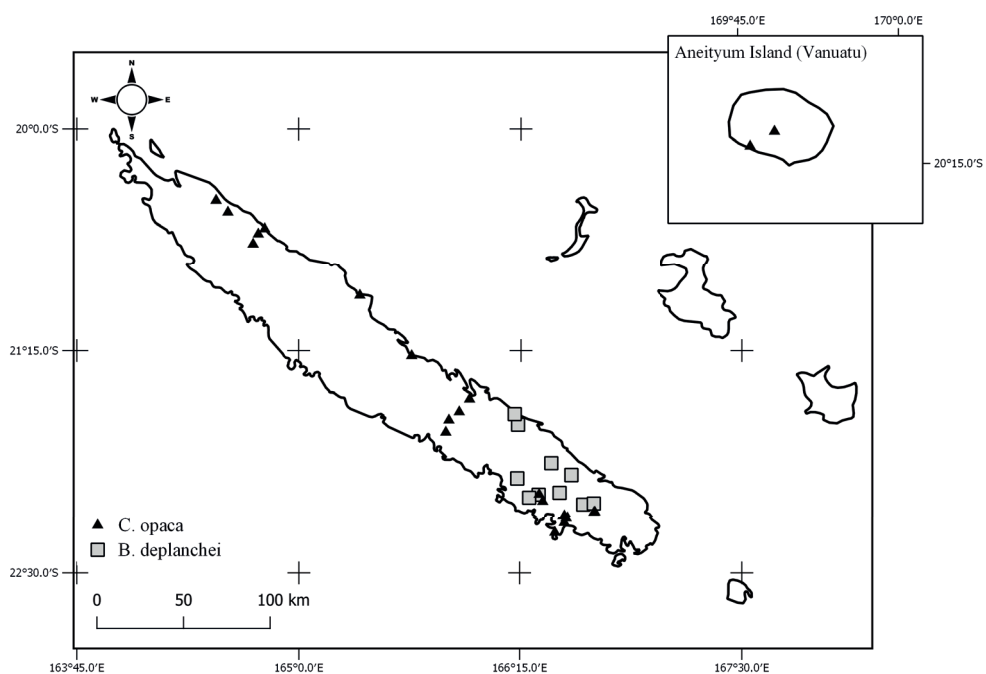 169°45.0'E 170°0.0'E
Aneityum Island (Vanuatu)
N
W E
S
20°0.0'S
20°15.0'S
21°15.0'S
C. opaca
B. deplanchei
22°30.0'S
0 50 100 km
163°45.0'E 165°0.0'E 166°15.0'E 167°30.0'E